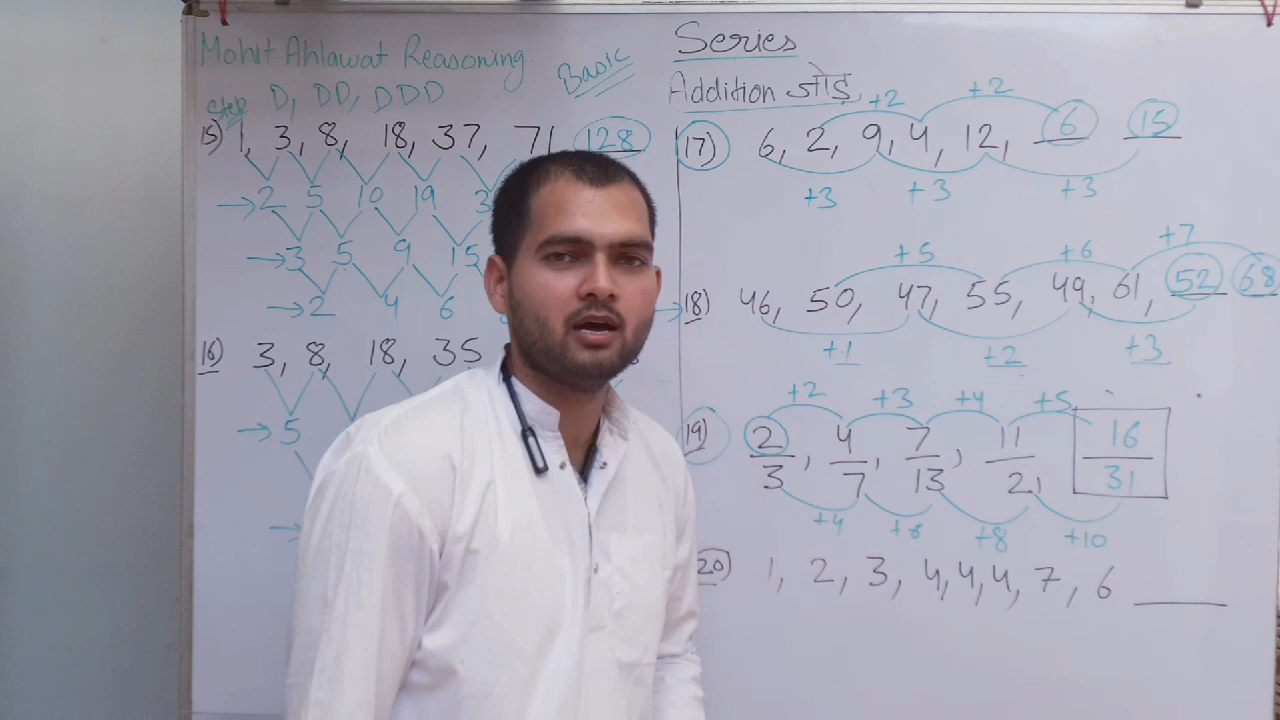 Mohit Ahlawat Reasoning
Basic
Step D, DD, DDD
15) 1, 3, 8, 18, 37, 71 128
→ 2 5 10 19 3
→ 3 5 9 15
→ 2 4 6
16) 3, 8, 18, 35
→ 5
→
Series
Addition जोड़
+2 +2
17) 6, 2, 9, 4, 12, 6 15
+3 +3 +3
+5 +6 +7
→ 18) 46, 50, 47, 55, 49, 61, 52 68
+1 +2 +3
+2 +3 +4 +5
19) 2/3, 4/7, 7/13, 11/21 16/31
+4 +6 +8 +10
20) 1, 2, 3, 4, 4, 4, 7, 6 ____